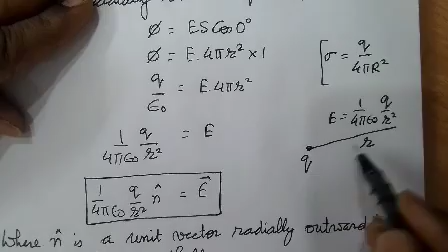 ∅ = ES Cos 0°
∅ = E · 4πr² × 1
q/ε₀ = E · 4πr²
1/4πε₀ q/r² = E
1/4πε₀ q/r² n̂ = E⃗
Where n̂ is a unit vector radially outward
σ = q/4πR²
E = 1/4πε₀ q/r²
r
q